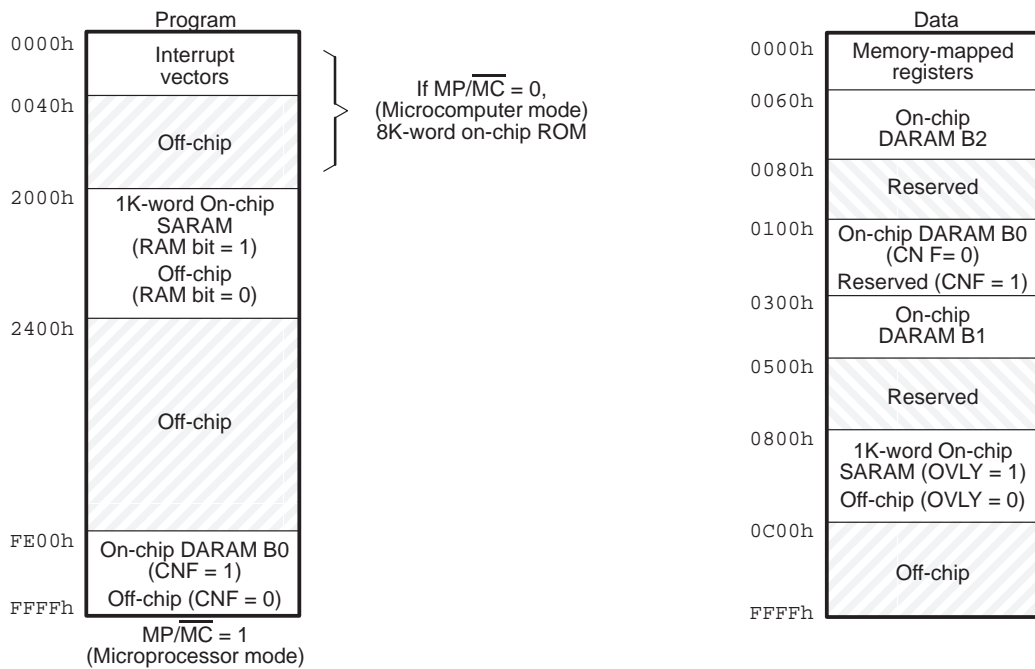 Program
0000h
Interrupt
vectors
0040h
Off-chip
2000h
1K-word On-chip
SARAM
(RAM bit = 1)
Off-chip
(RAM bit = 0)
2400h
Off-chip
FE00h
On-chip DARAM B0
(CNF = 1)
Off-chip (CNF = 0)
FFFFh
MP/M̅C̅ = 1
(Microprocessor mode)
If MP/M̅C̅ = 0,
(Microcomputer mode)
8K-word on-chip ROM
Data
0000h
Memory-mapped
registers
0060h
On-chip
DARAM B2
0080h
Reserved
0100h
On-chip DARAM B0
(CN F= 0)
Reserved (CNF = 1)
0300h
On-chip
DARAM B1
0500h
Reserved
0800h
1K-word On-chip
SARAM (OVLY = 1)
Off-chip (OVLY = 0)
0C00h
Off-chip
FFFFh